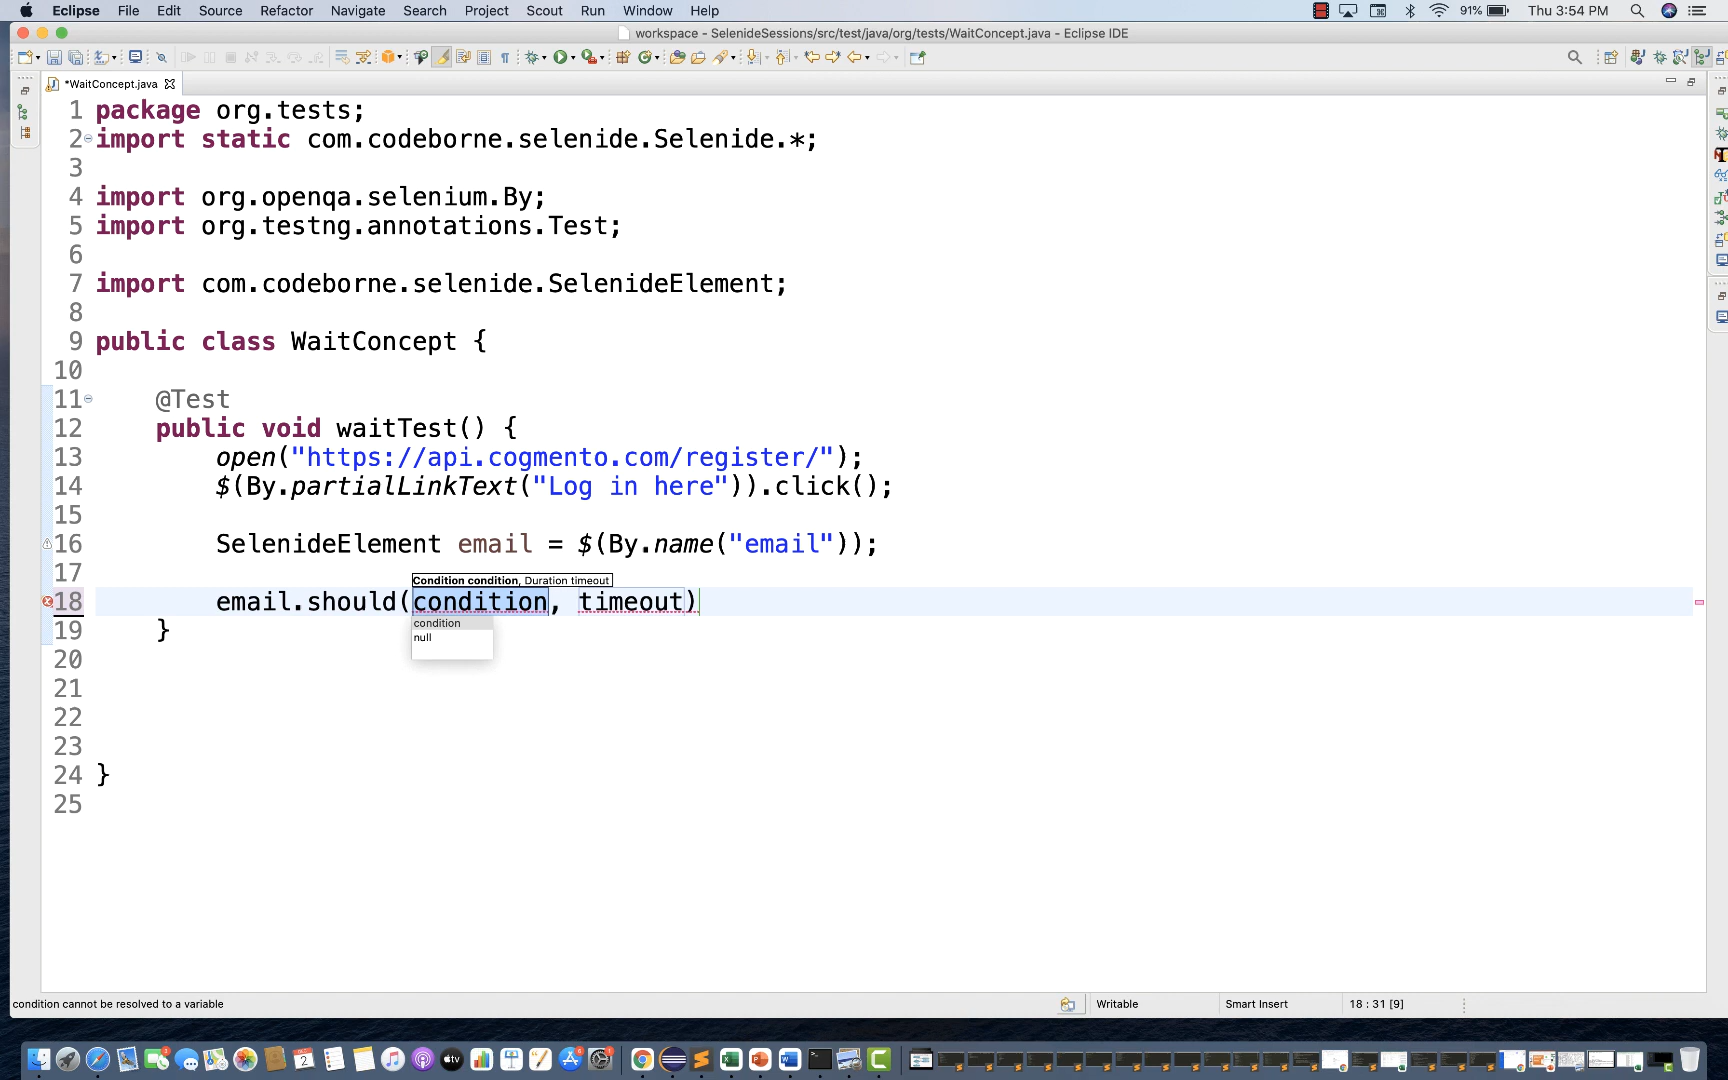 Eclipse File Edit Source Refactor Navigate Search Project Scout Run Window Help 91% Thu 3:54 PM
workspace - SelenideSessions/src/test/java/org/tests/WaitConcept.java - Eclipse IDE
*WaitConcept.java
1 package org.tests;
2 import static com.codeborne.selenide.Selenide.*;
3
4 import org.openqa.selenium.By;
5 import org.testng.annotations.Test;
6
7 import com.codeborne.selenide.SelenideElement;
8
9 public class WaitConcept {
10
11 @Test
12 public void waitTest() {
13 open("https://api.cogmento.com/register/");
14 $(By.partialLinkText("Log in here")).click();
15
16 SelenideElement email = $(By.name("email"));
17
Condition condition, Duration timeout
18 email.should(condition, timeout)
condition
19 }
null
20
21
22
23
24 }
25
condition cannot be resolved to a variable Writable Smart Insert 18 : 31 [9]